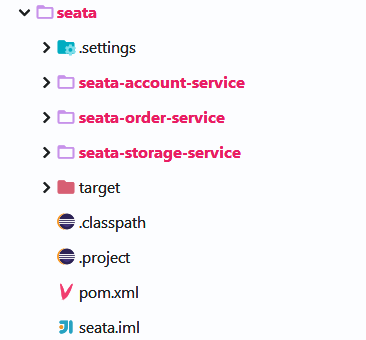 seata
.settings
seata-account-service
seata-order-service
seata-storage-service
target
.classpath
.project
pom.xml
seata.iml